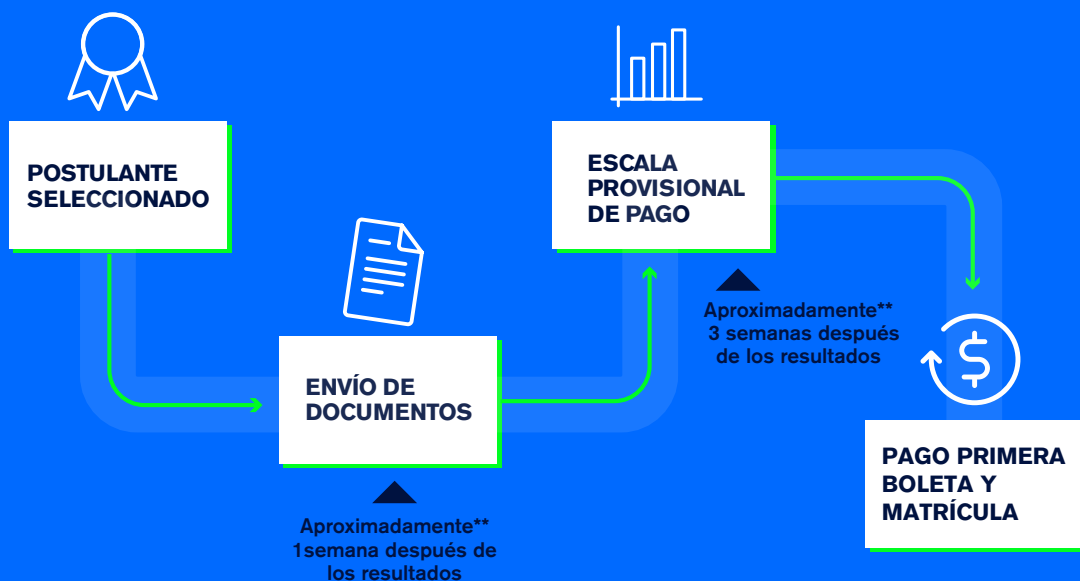 POSTULANTE
SELECCIONADO
ENVÍO DE
DOCUMENTOS
Aproximadamente**
1semana después de
los resultados
ESCALA
PROVISIONAL
DE PAGO
Aproximadamente**
3 semanas después
de los resultados
$
PAGO PRIMERA
BOLETA Y
MATRÍCULA